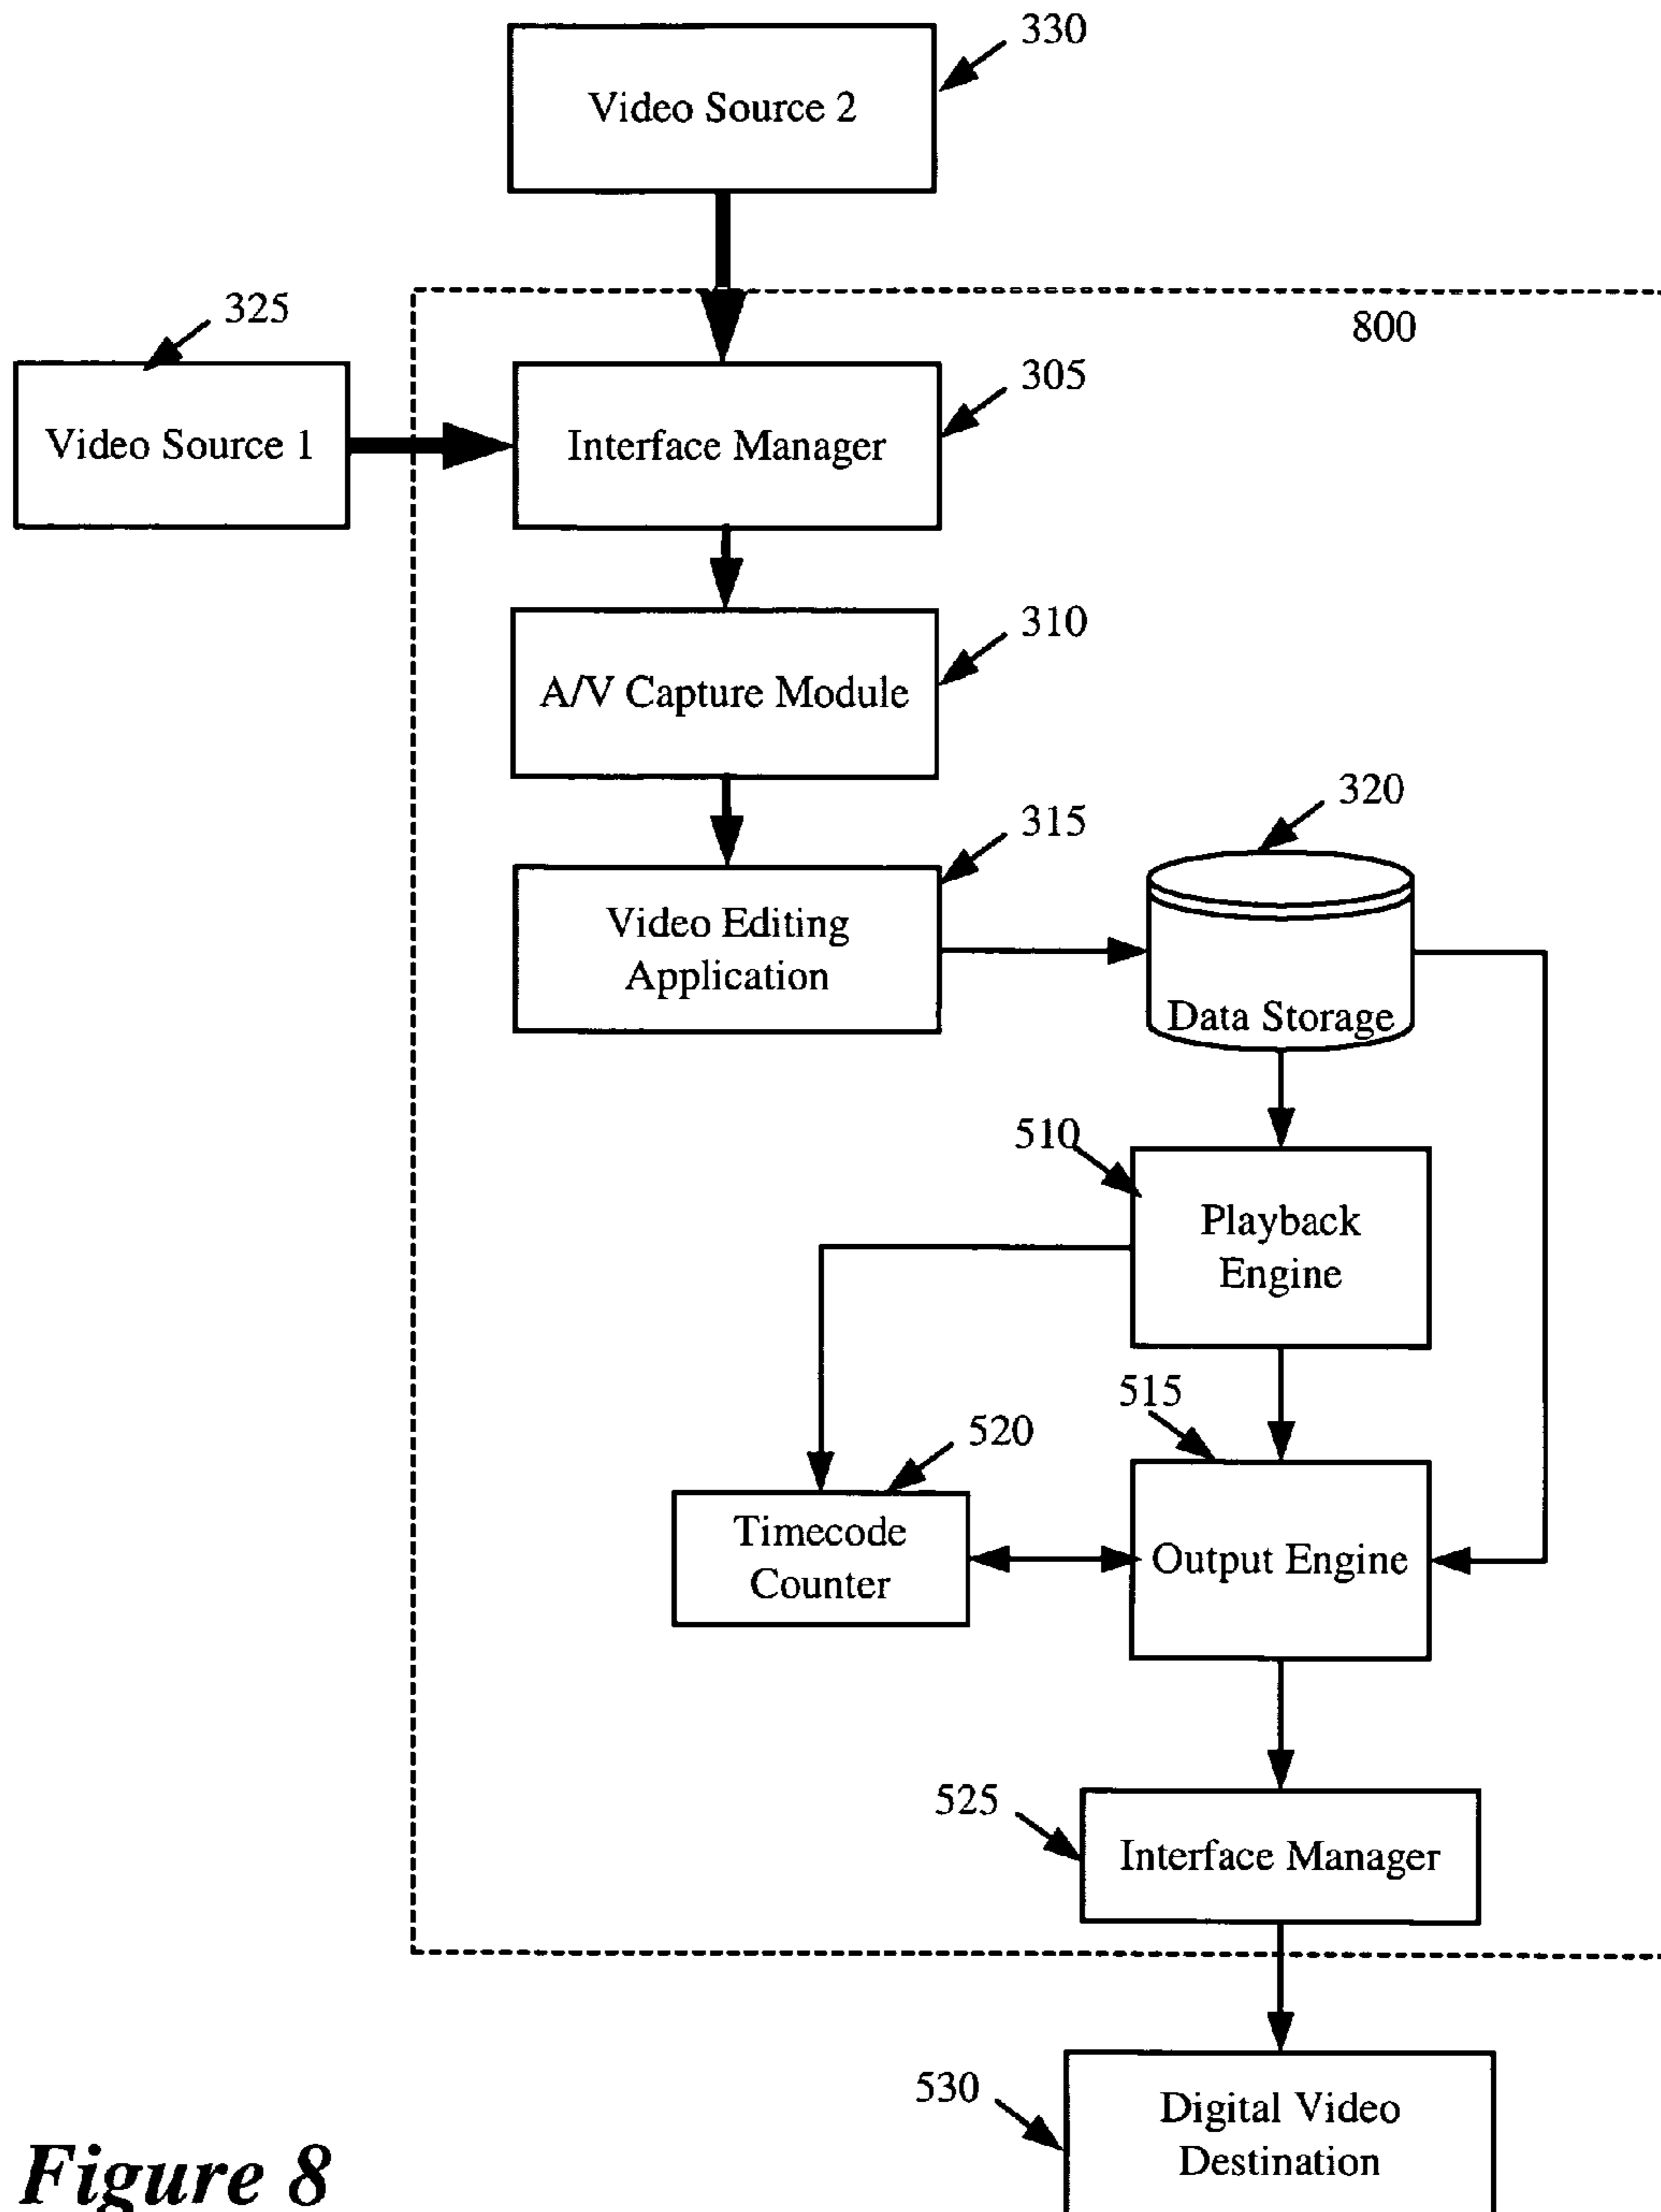 330
Video Source 2
325
800
Video Source 1
305
Interface Manager
310
A/V Capture Module
320
315
Video Editing
Application
Data Storage
510
Playback
Engine
515
520
Timecode
Counter
Output Engine
525
Interface Manager
530
Digital Video
Destination
Figure 8